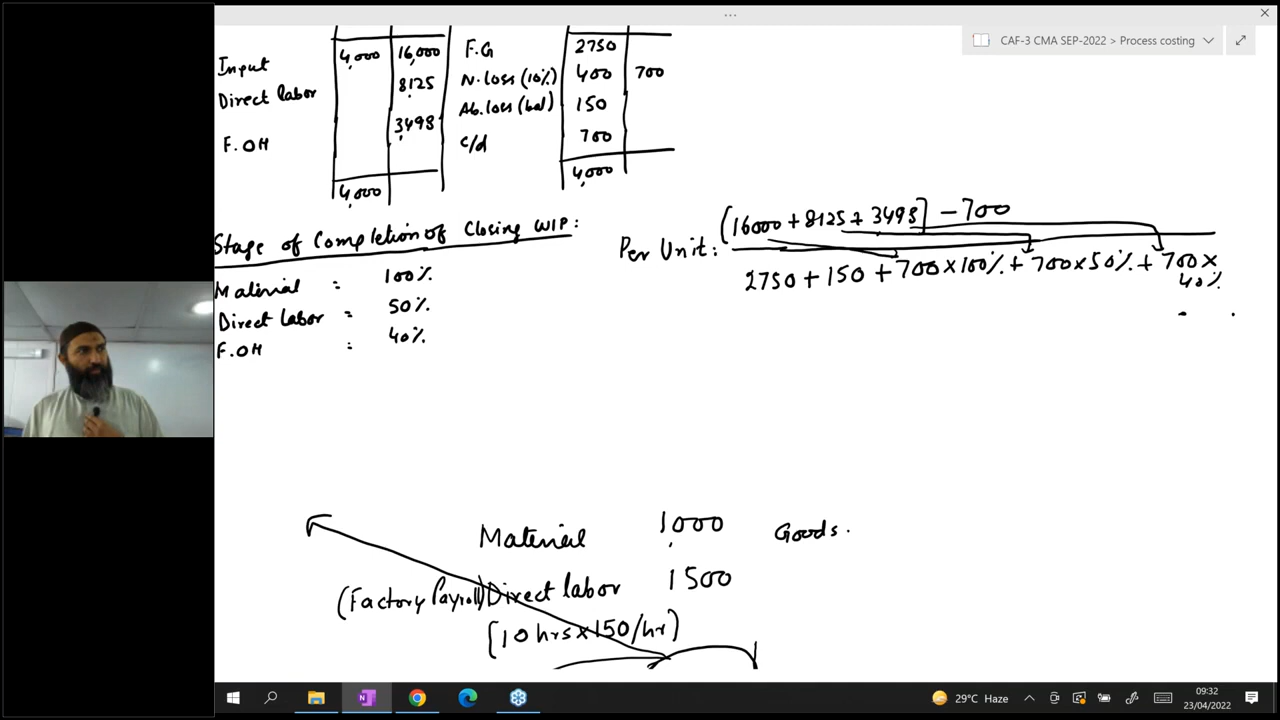 CAF-3 CMA SEP-2022 > Process costing
Input 4,000 16,000 F.G 2750
Direct labor 8125 N.loss (10%) 400 700
Ab.loss (bal) 150
F.OH 3498 c/d 700
4,000 4,000
Stage of Completion of Closing WIP:
Material : 100%
Direct labor = 50%
F.OH : 40%
Per Unit: [16000 + 8125 + 3498] - 700
2750 + 150 + 700 x 100% + 700 x 50% + 700 x 40%
Material 1,000 Goods.
(Factory Payroll) Direct labor 1500
[10 hrs x 150/hr)
29°C Haze
09:32
23/04/2022